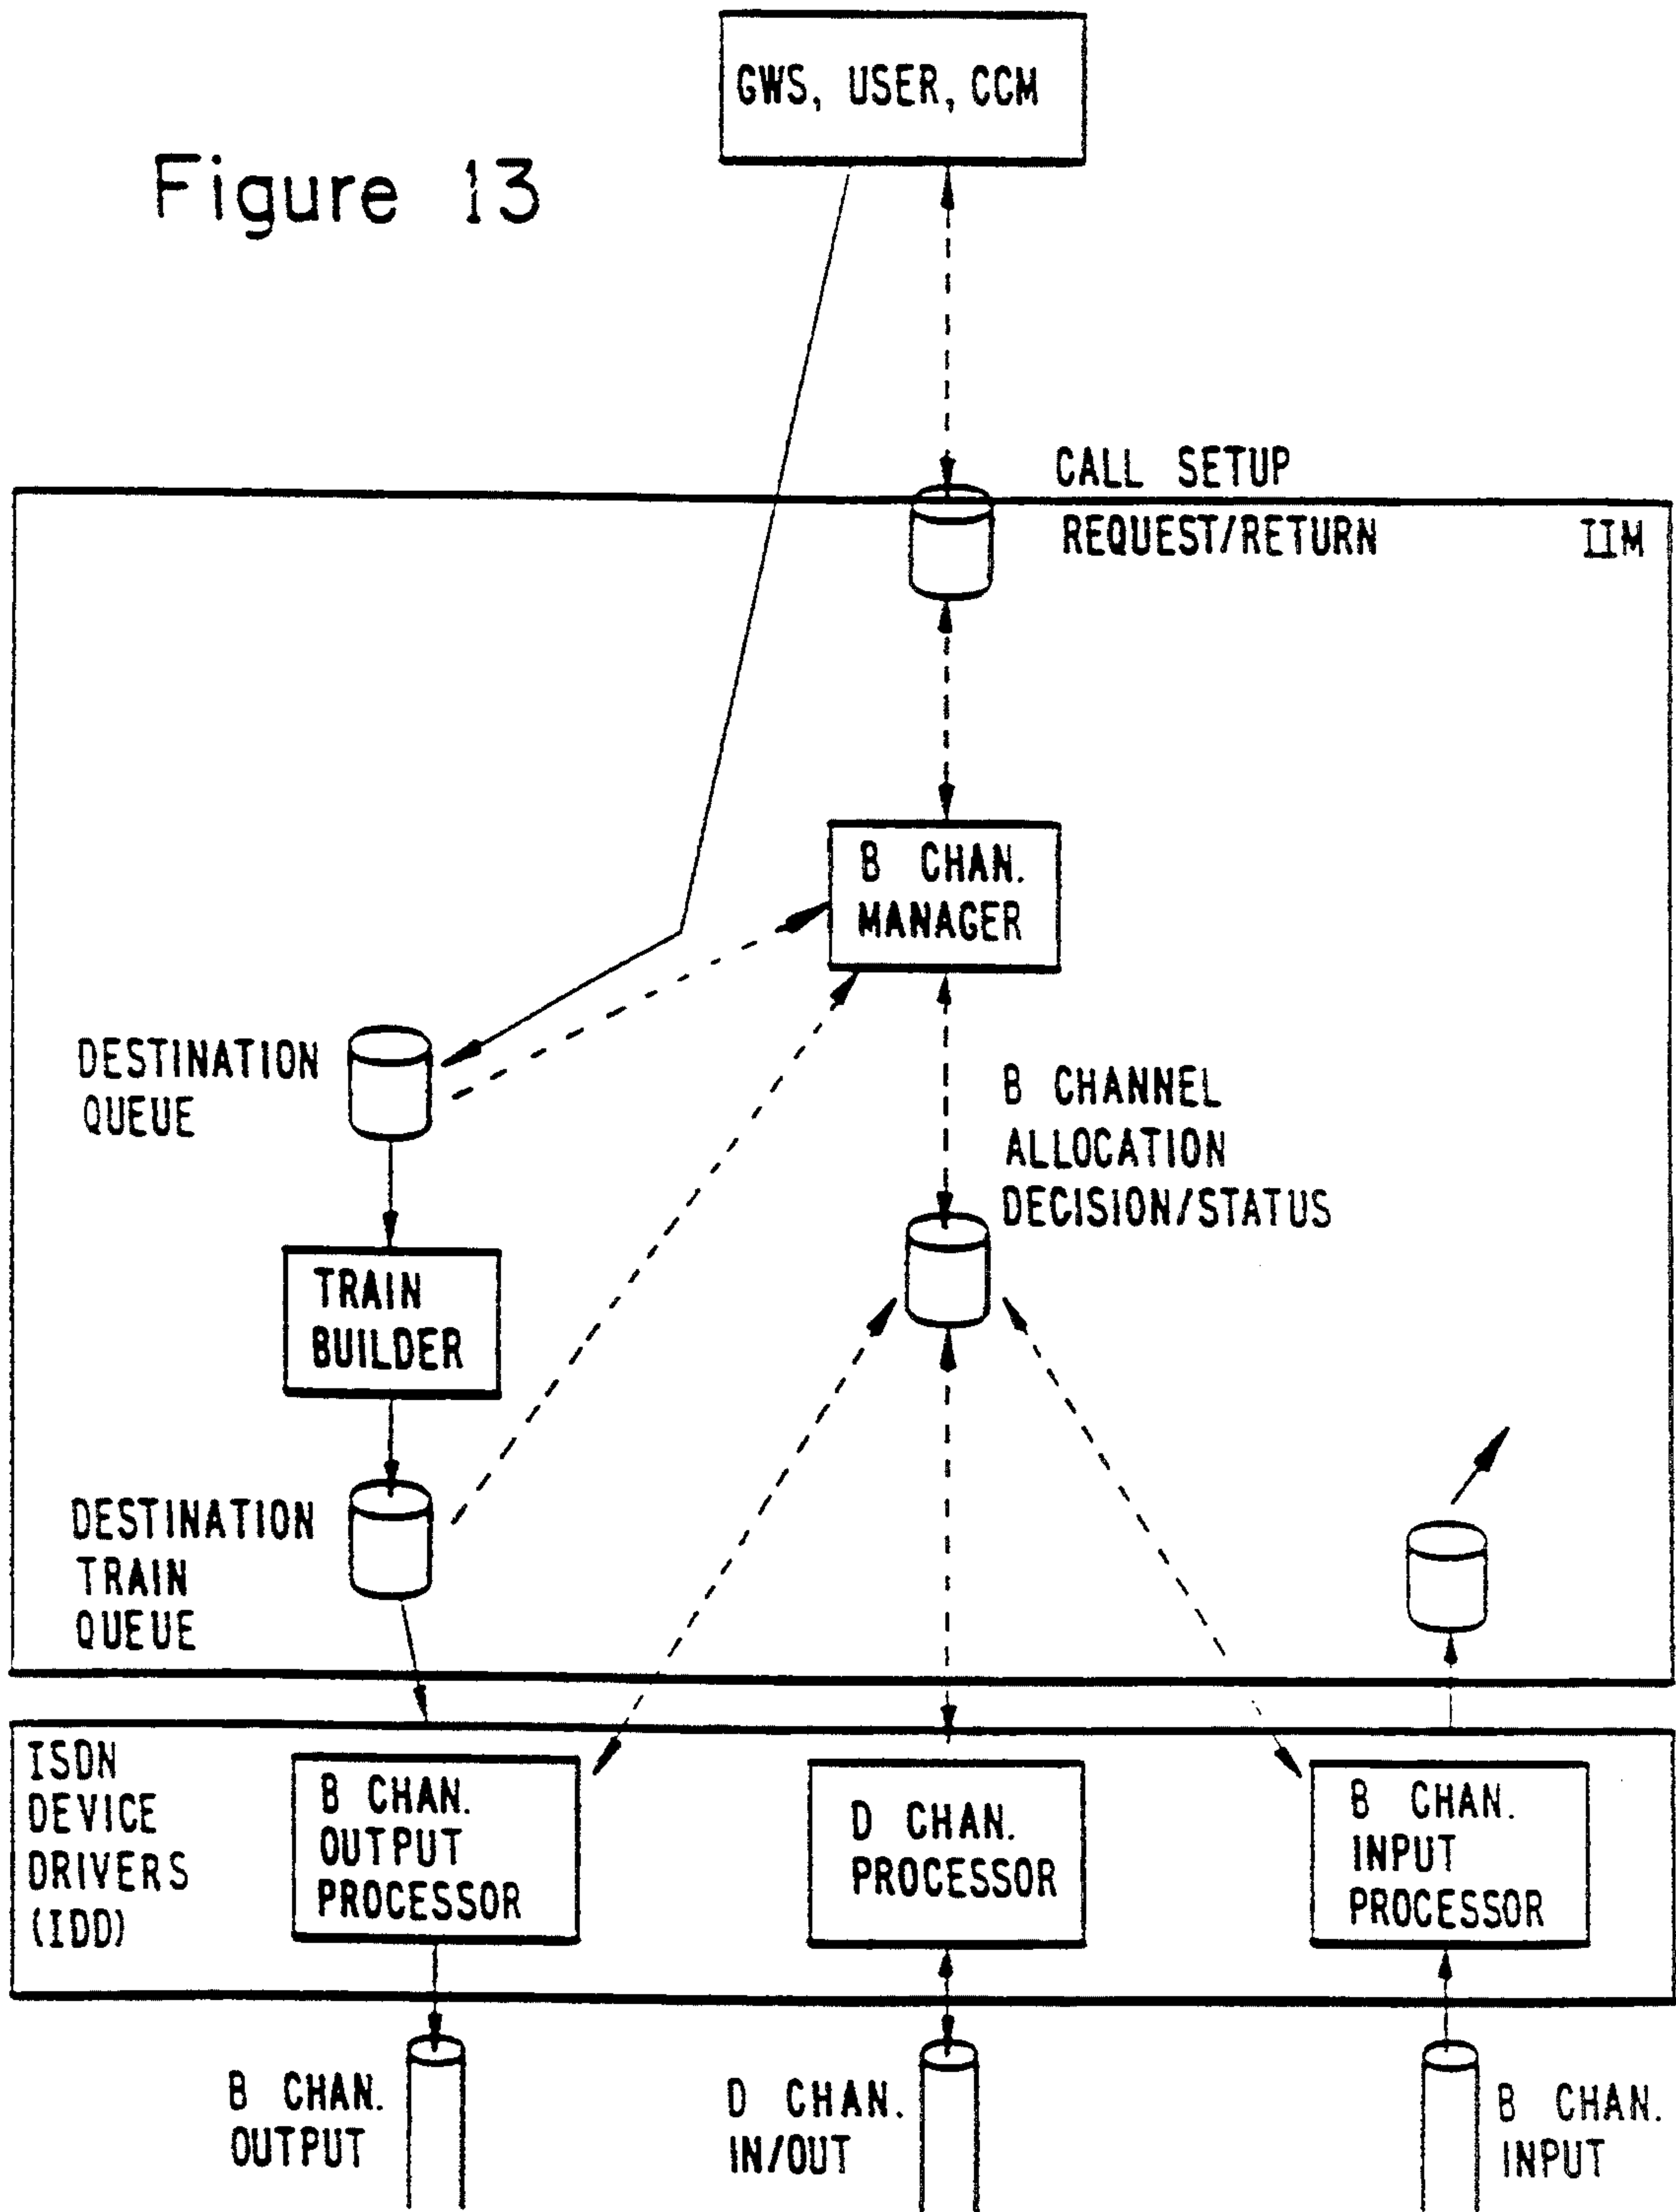 GWS, USER, CCM
Figure 13
CALL SETUP
REQUEST/RETURN
IIM
B CHAN.
MANAGER
DESTINATION
QUEUE
B CHANNEL
ALLOCATION
DECISION/STATUS
TRAIN
BUILDER
DESTINATION
TRAIN
QUEUE
ISDN
DEVICE
DRIVERS
(IDD)
B CHAN.
OUTPUT
PROCESSOR
D CHAN.
PROCESSOR
B CHAN.
INPUT
PROCESSOR
B CHAN.
OUTPUT
D CHAN.
IN/OUT
B CHAN.
INPUT